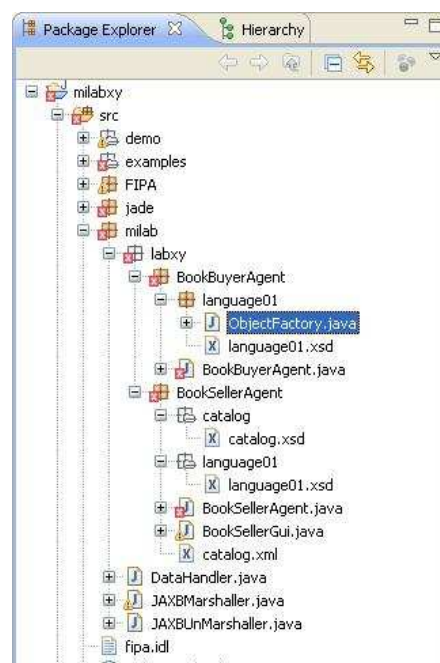 Package Explorer
Hierarchy
milabxy
src
demo
examples
FIPA
jade
milab
labxy
BookBuyerAgent
language01
ObjectFactory.java
language01.xsd
BookBuyerAgent.java
BookSellerAgent
catalog
catalog.xsd
language01
language01.xsd
BookSellerAgent.java
BookSellerGui.java
catalog.xml
DataHandler.java
JAXBMarshaller.java
JAXBUnMarshaller.java
fipa.idl